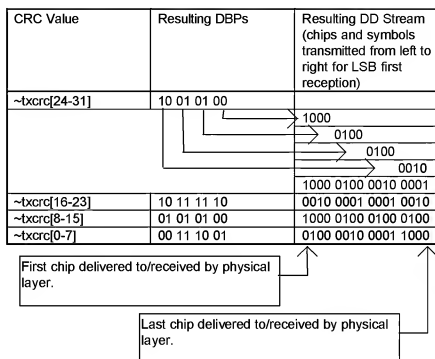 CRC Value Resulting DBPs Resulting DD Stream
(chips and symbols
transmitted from left to
right for LSB first
reception)
~txcrc[24-31] 10 01 01 00
1000
0100
0100
0010
1000 0100 0010 0001
~txcrc[16-23] 10 11 11 10 0010 0001 0001 0010
~txcrc[8-15] 01 01 01 00 1000 0100 0100 0100
~txcrc[0-7] 00 11 10 01 0100 0010 0001 1000
First chip delivered to/received by physical
layer.
Last chip delivered to/received by physical
layer.